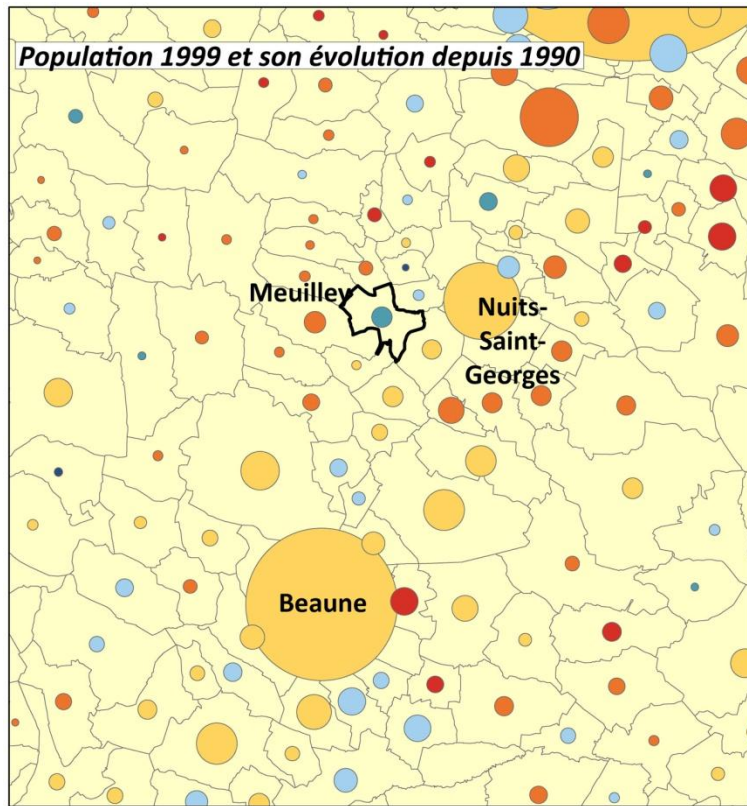 Population 1999 et son évolution depuis 1990
Meuilley
Nuits-
Saint-
Georges
Beaune